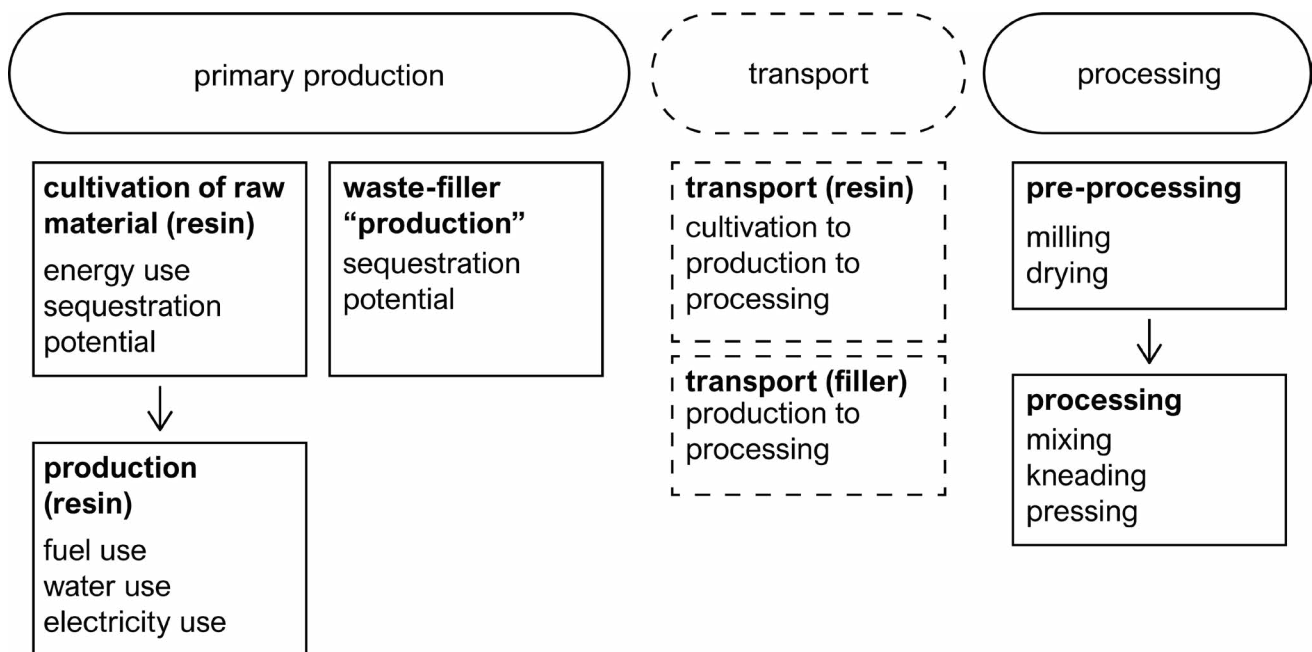 primary production
transport
processing
cultivation of raw
material (resin)
energy use
sequestration
potential
production
(resin)
fuel use
water use
electricity use
waste-filler
“production”
sequestration
potential
transport (resin)
cultivation to
production to
processing
transport (filler)
production to
processing
pre-processing
milling
drying
processing
mixing
kneading
pressing